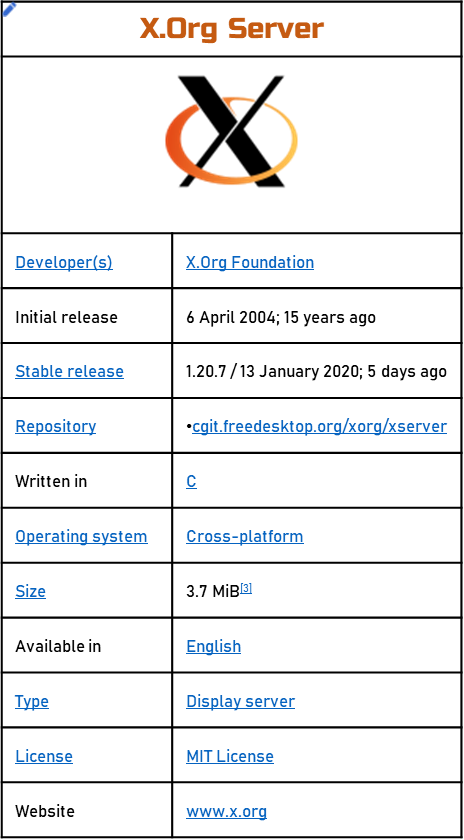 X.Org Server
Developer(s) X.Org Foundation
Initial release 6 April 2004; 15 years ago
Stable release 1.20.7 / 13 January 2020; 5 days ago
Repository •cgit.freedesktop.org/xorg/xserver
Written in C
Operating system Cross-platform
Size 3.7 MiB[3]
Available in English
Type Display server
License MIT License
Website www.x.org